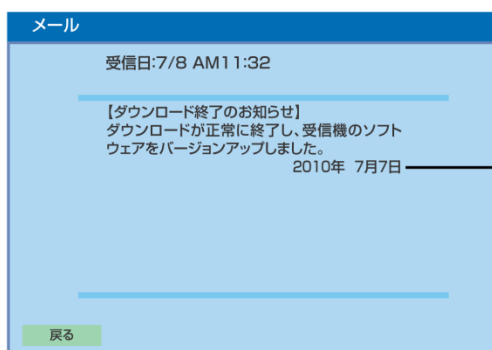 メール
受信日:7/8 AM11:32
【ダウンロード終了のお知らせ】
ダウンロードが正常に終了し、受信機のソフト
ウェアをバージョンアップしました。
2010年 7月7日
戻る